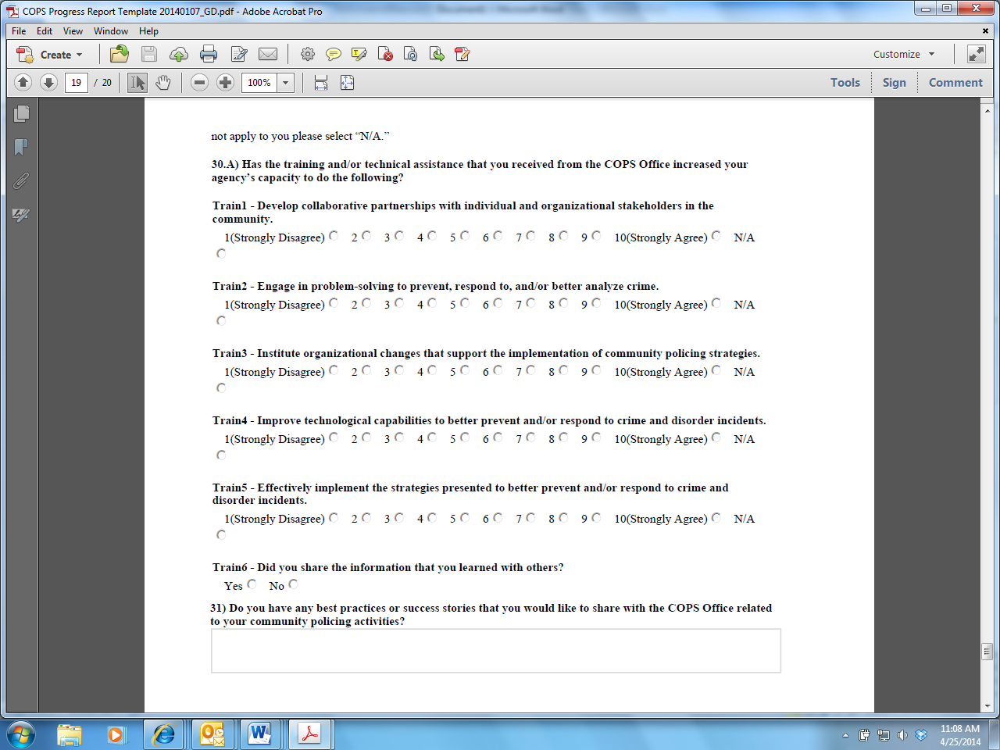 COPS Progress Report Template 20140107_GD.pdf - Adobe Acrobat Pro
File Edit View Window Help
Create Customize
19 / 20 100% Tools Sign Comment
not apply to you please select “N/A.”
30.A) Has the training and/or technical assistance that you received from the COPS Office increased your
agency’s capacity to do the following?
Train1 - Develop collaborative partnerships with individual and organizational stakeholders in the
community.
1(Strongly Disagree) 2 3 4 5 6 7 8 9 10(Strongly Agree) N/A
Train2 - Engage in problem-solving to prevent, respond to, and/or better analyze crime.
1(Strongly Disagree) 2 3 4 5 6 7 8 9 10(Strongly Agree) N/A
Train3 - Institute organizational changes that support the implementation of community policing strategies.
1(Strongly Disagree) 2 3 4 5 6 7 8 9 10(Strongly Agree) N/A
Train4 - Improve technological capabilities to better prevent and/or respond to crime and disorder incidents.
1(Strongly Disagree) 2 3 4 5 6 7 8 9 10(Strongly Agree) N/A
Train5 - Effectively implement the strategies presented to better prevent and/or respond to crime and
disorder incidents.
1(Strongly Disagree) 2 3 4 5 6 7 8 9 10(Strongly Agree) N/A
Train6 - Did you share the information that you learned with others?
Yes No
31) Do you have any best practices or success stories that you would like to share with the COPS Office related
to your community policing activities?
11:08 AM
4/25/2014